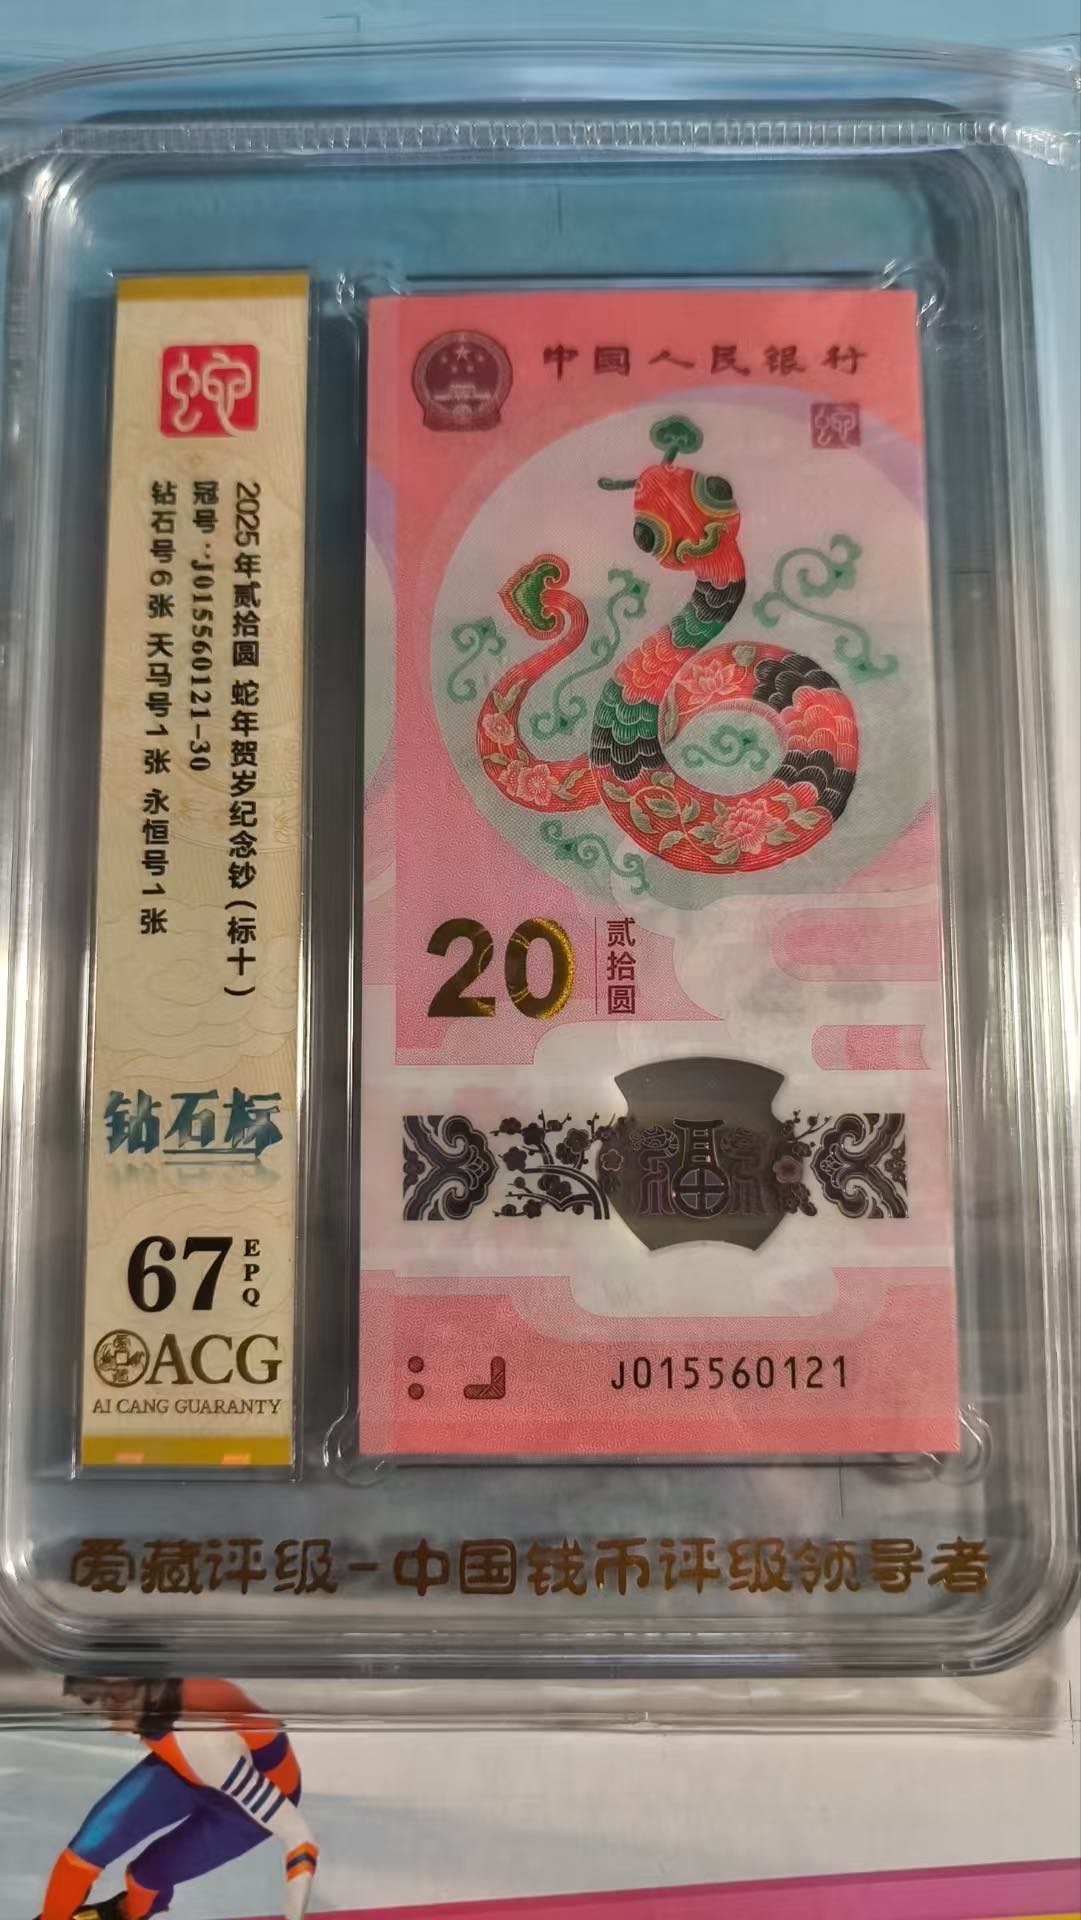 蛇
2025年贰拾圆 蛇年贺岁纪念钞(标十)
冠号:J015560121-30
钻石号6张 天马号1张 永恒号1张
钻石标
67 EPQ
ACG
AI CANG GUARANTY
中国人民银行
蛇
20 贰拾圆
福
J015560121
爱藏评级-中国钱币评级领导者